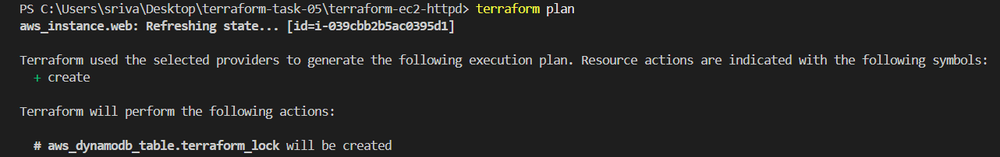 PS C:\Users\sriva\Desktop\terraform-task-05\terraform-ec2-httpd> terraform plan
aws_instance.web: Refreshing state... [id=i-039cbb2b5ac0395d1]
Terraform used the selected providers to generate the following execution plan. Resource actions are indicated with the following symbols:
+ create
Terraform will perform the following actions:
# aws_dynamodb_table.terraform_lock will be created